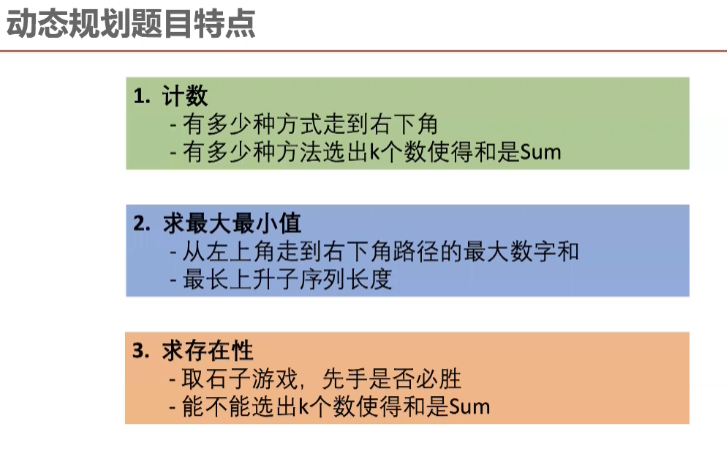 动态规划题目特点
1. 计数
- 有多少种方式走到右下角
- 有多少种方法选出k个数使得和是Sum
2. 求最大最小值
- 从左上角走到右下角路径的最大数字和
- 最长上升子序列长度
3. 求存在性
- 取石子游戏，先手是否必胜
- 能不能选出k个数使得和是Sum